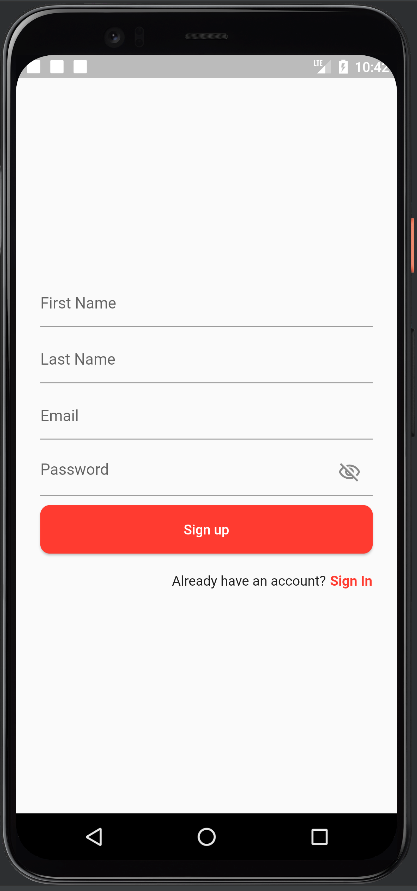 LTE 10:42
First Name
Last Name
Email
Password
Sign up
Already have an account? Sign In